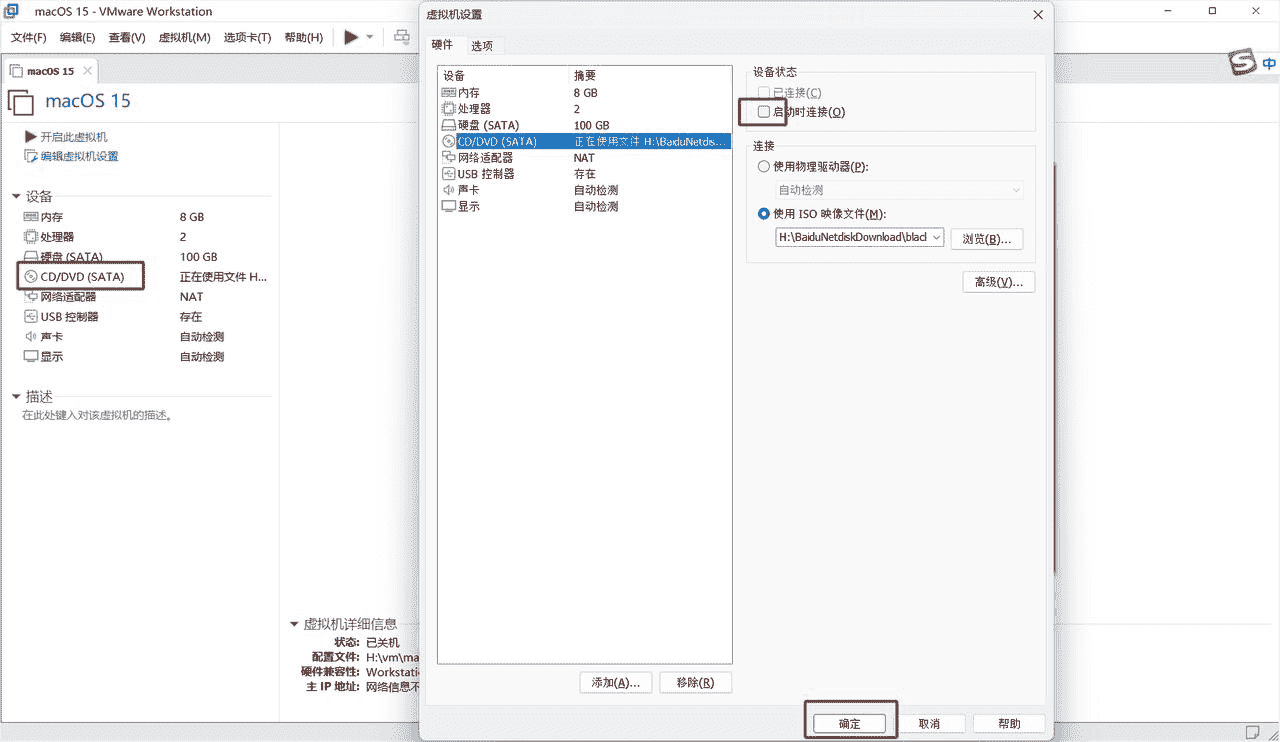 macOS 15 - VMware Workstation
文件(F) 编辑(E) 查看(V) 虚拟机(M) 选项卡(T) 帮助(H)
macOS 15
macOS 15
开启此虚拟机
编辑虚拟机设置
设备
内存 8 GB
处理器 2
硬盘 (SATA) 100 GB
CD/DVD (SATA) 正在使用文件 H...
网络适配器 NAT
USB 控制器 存在
声卡 自动检测
显示 自动检测
描述
在此处键入对该虚拟机的描述。
虚拟机详细信息
状态: 已关机
配置文件: H:\vm\ma
硬件兼容性: Workstati
主 IP 地址: 网络信息不
虚拟机设置
硬件 选项
设备 摘要
内存 8 GB
处理器 2
硬盘 (SATA) 100 GB
CD/DVD (SATA) 正在使用文件 H:\BaiduNetdis...
网络适配器 NAT
USB 控制器 存在
声卡 自动检测
显示 自动检测
添加(A)... 移除(R)
设备状态
已连接(C)
启动时连接(O)
连接
使用物理驱动器(P):
自动检测
使用 ISO 映像文件(M):
H:\BaiduNetdiskDownload\blacl 浏览(B)...
高级(V)...
确定 取消 帮助
S 中